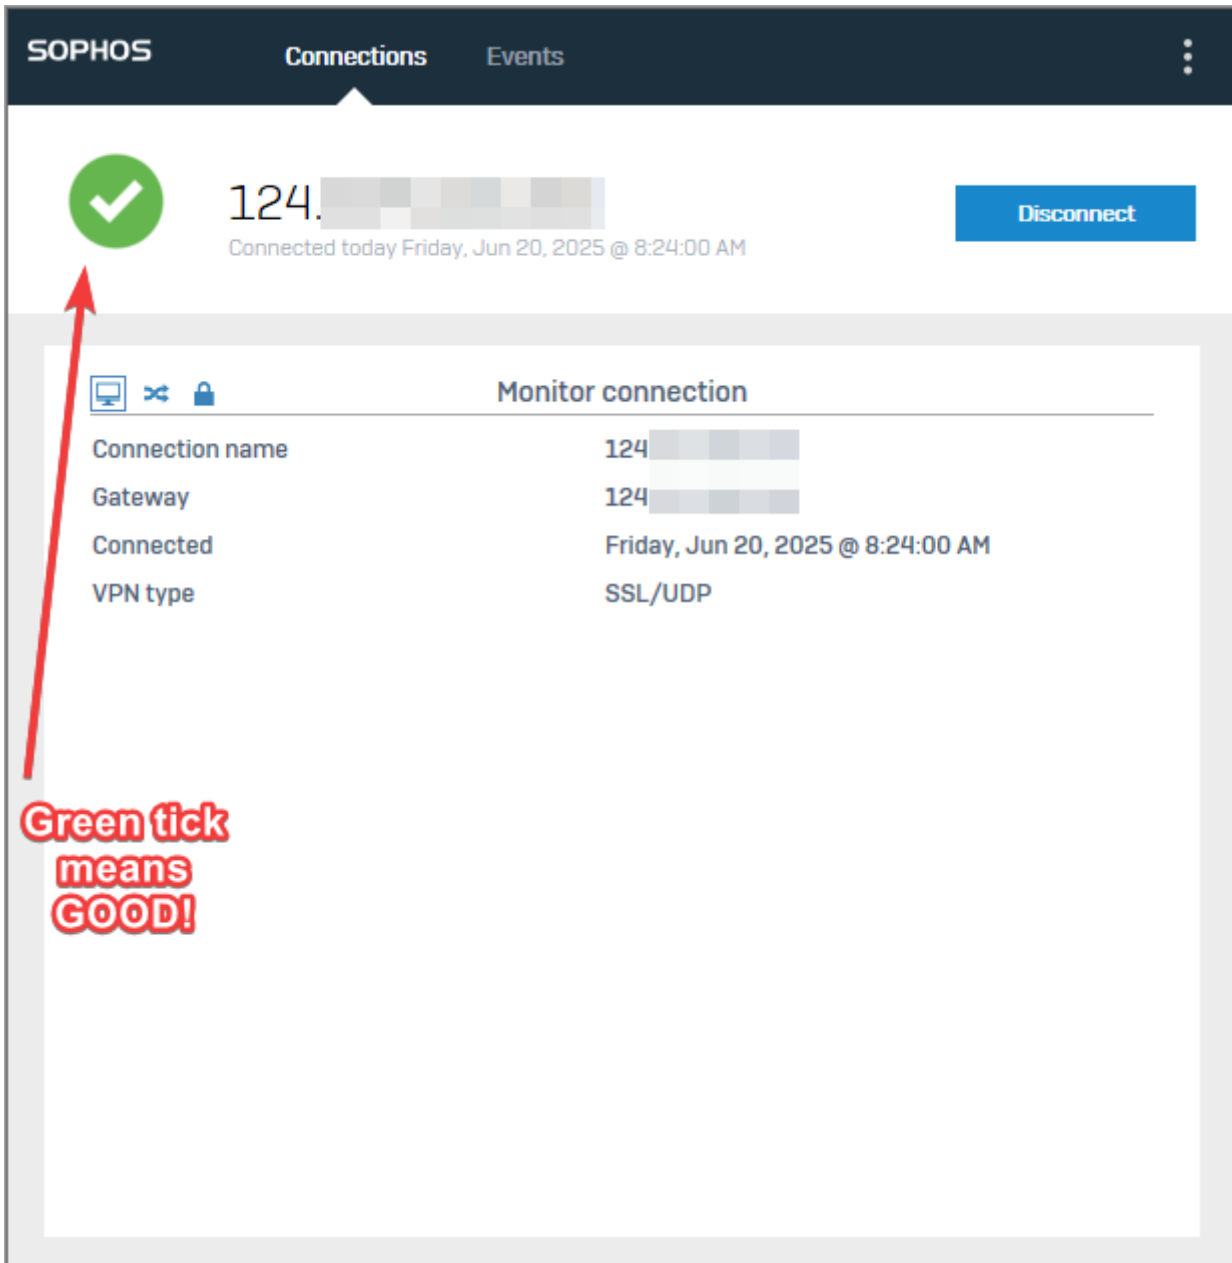 SOPHOS Connections Events
124.
Connected today Friday, Jun 20, 2025 @ 8:24:00 AM
Disconnect
Monitor connection
Connection name 124
Gateway 124
Connected Friday, Jun 20, 2025 @ 8:24:00 AM
VPN type SSL/UDP
Green tick
means
GOOD!